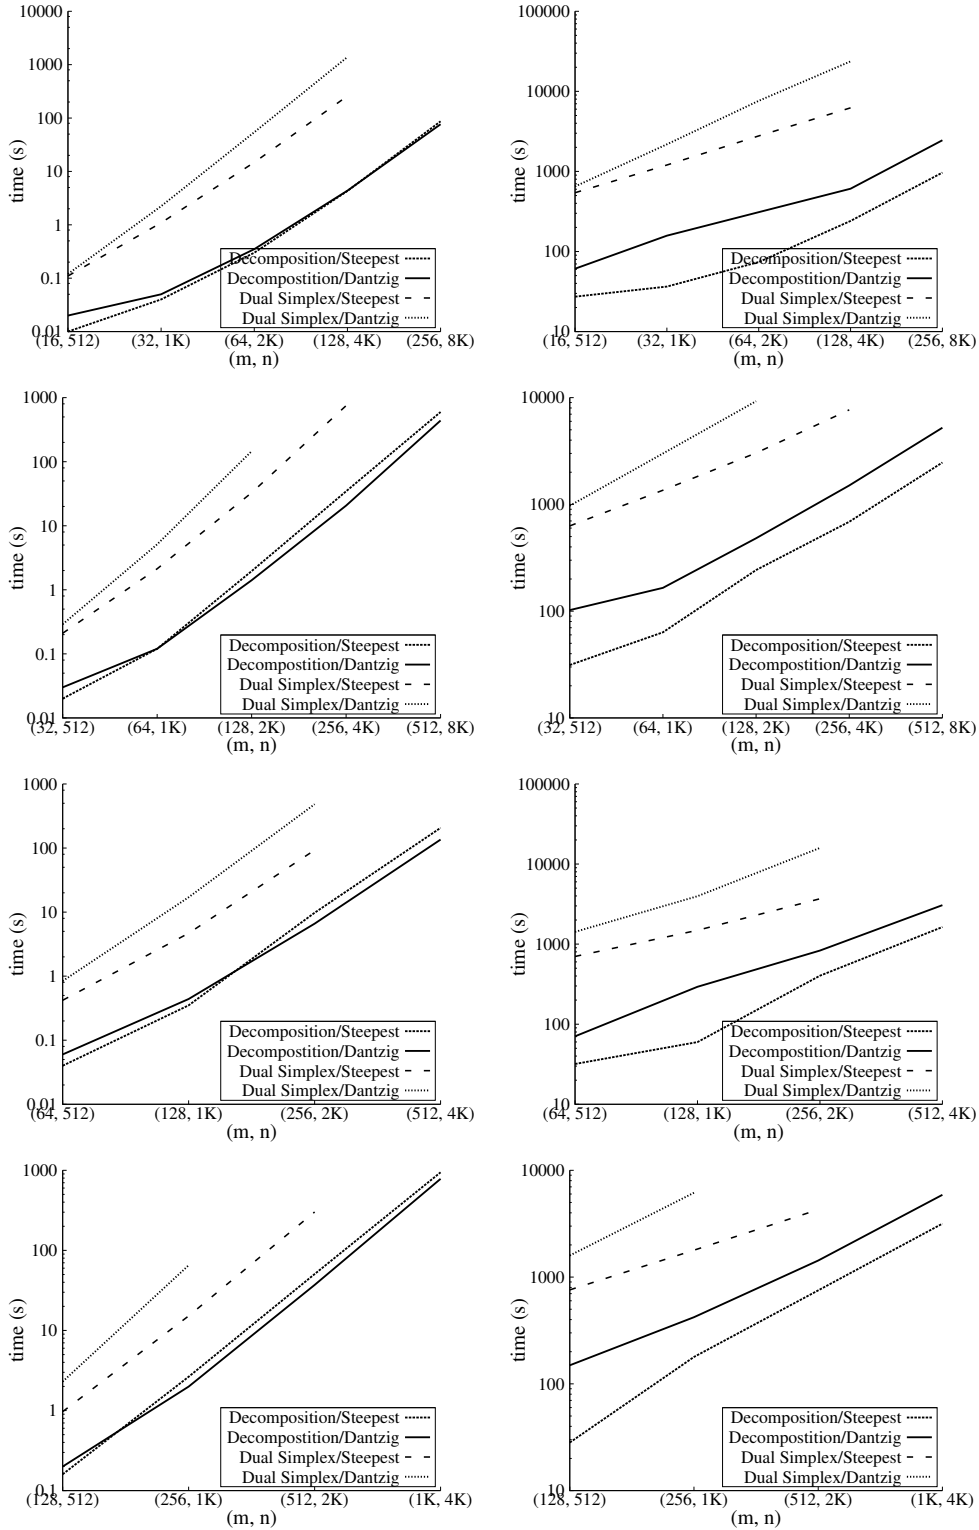 10000
1000
100
10
1
0.1
0.01
time (s)
Decomposition/Steepest
Decompostition/Dantzig
Dual Simplex/Steepest
Dual Simplex/Dantzig
(16, 512) (32, 1K) (64, 2K) (128, 4K) (256, 8K)
(m, n)
100000
10000
1000
100
10
time (s)
Decomposition/Steepest
Decompostition/Dantzig
Dual Simplex/Steepest
Dual Simplex/Dantzig
(16, 512) (32, 1K) (64, 2K) (128, 4K) (256, 8K)
(m, n)
1000
100
10
1
0.1
0.01
time (s)
Decomposition/Steepest
Decompostition/Dantzig
Dual Simplex/Steepest
Dual Simplex/Dantzig
(32, 512) (64, 1K) (128, 2K) (256, 4K) (512, 8K)
(m, n)
10000
1000
100
10
time (s)
Decomposition/Steepest
Decompostition/Dantzig
Dual Simplex/Steepest
Dual Simplex/Dantzig
(32, 512) (64, 1K) (128, 2K) (256, 4K) (512, 8K)
(m, n)
1000
100
10
1
0.1
0.01
time (s)
Decomposition/Steepest
Decompostition/Dantzig
Dual Simplex/Steepest
Dual Simplex/Dantzig
(64, 512) (128, 1K) (256, 2K) (512, 4K)
(m, n)
100000
10000
1000
100
10
time (s)
Decomposition/Steepest
Decompostition/Dantzig
Dual Simplex/Steepest
Dual Simplex/Dantzig
(64, 512) (128, 1K) (256, 2K) (512, 4K)
(m, n)
1000
100
10
1
0.1
time (s)
Decomposition/Steepest
Decompostition/Dantzig
Dual Simplex/Steepest
Dual Simplex/Dantzig
(128, 512) (256, 1K) (512, 2K) (1K, 4K)
(m, n)
10000
1000
100
10
time (s)
Decomposition/Steepest
Decompostition/Dantzig
Dual Simplex/Steepest
Dual Simplex/Dantzig
(128, 512) (256, 1K) (512, 2K) (1K, 4K)
(m, n)